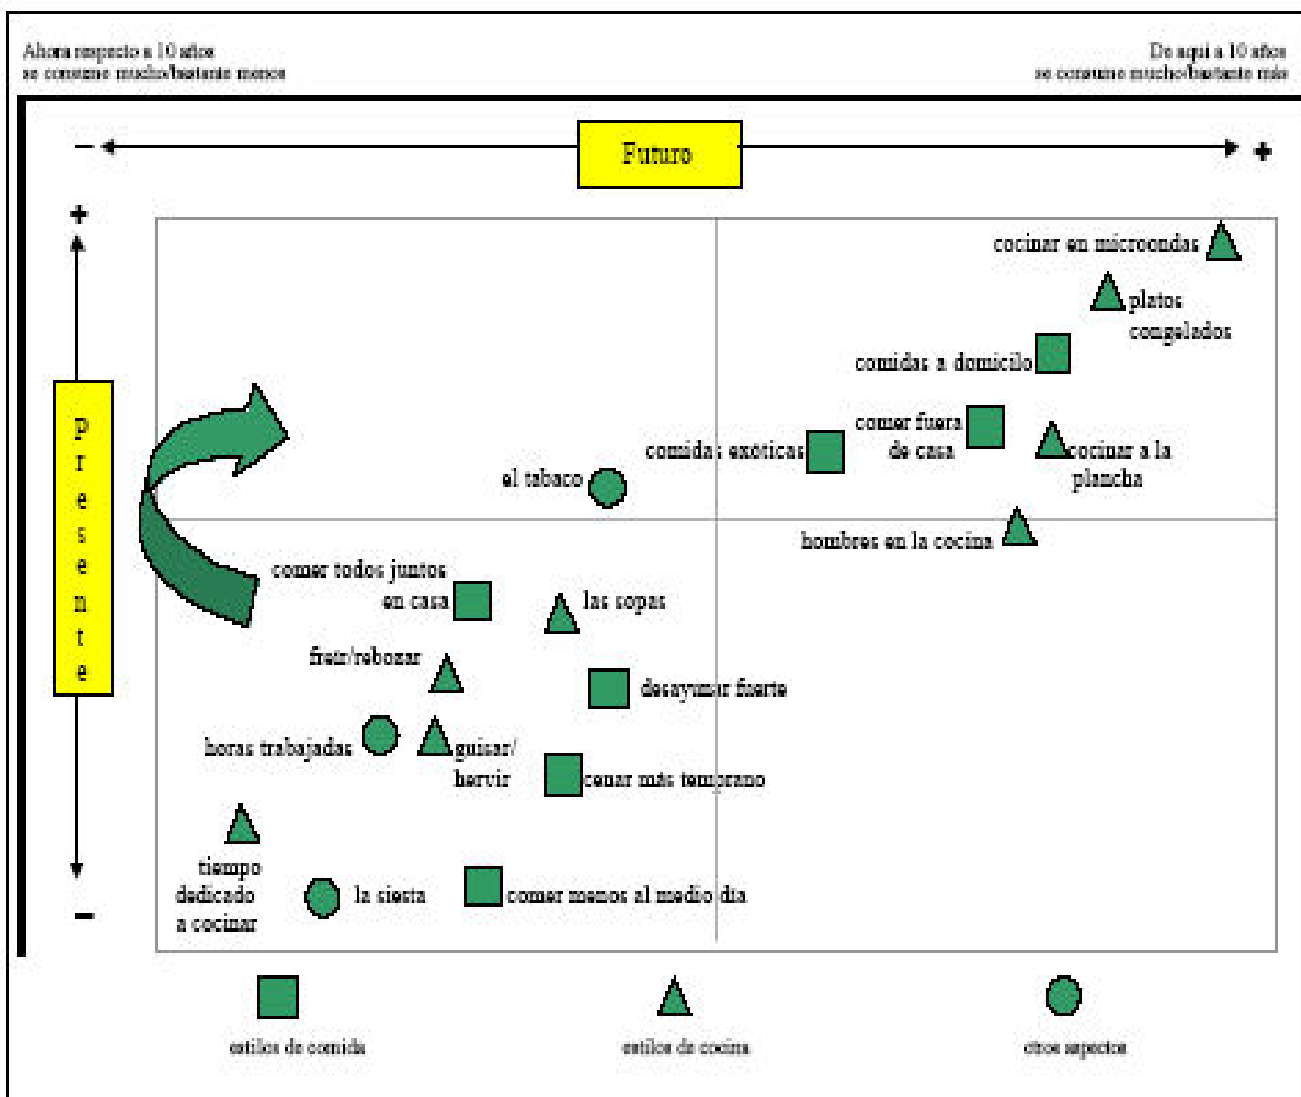 Ahora respecto a 10 años
se consume mucho/bastante menos
De aquí a 10 años
se consume mucho/bastante más
−
Futuro
+
+
Presente
−
cocinar en microondas
platos
congelados
comidas a domicilo
comer fuera
de casa
comidas exóticas
cocinar a la
plancha
el tabaco
hombres en la cocina
comer todos juntos
en casa
las sopas
freír/rebozar
desayunar fuerte
horas trabajadas
guisar/
hervir
cenar más temprano
tiempo
dedicado
a cocinar
la siesta
comer menos al medio día
estilos de comida
estilos de cocina
otros aspectos